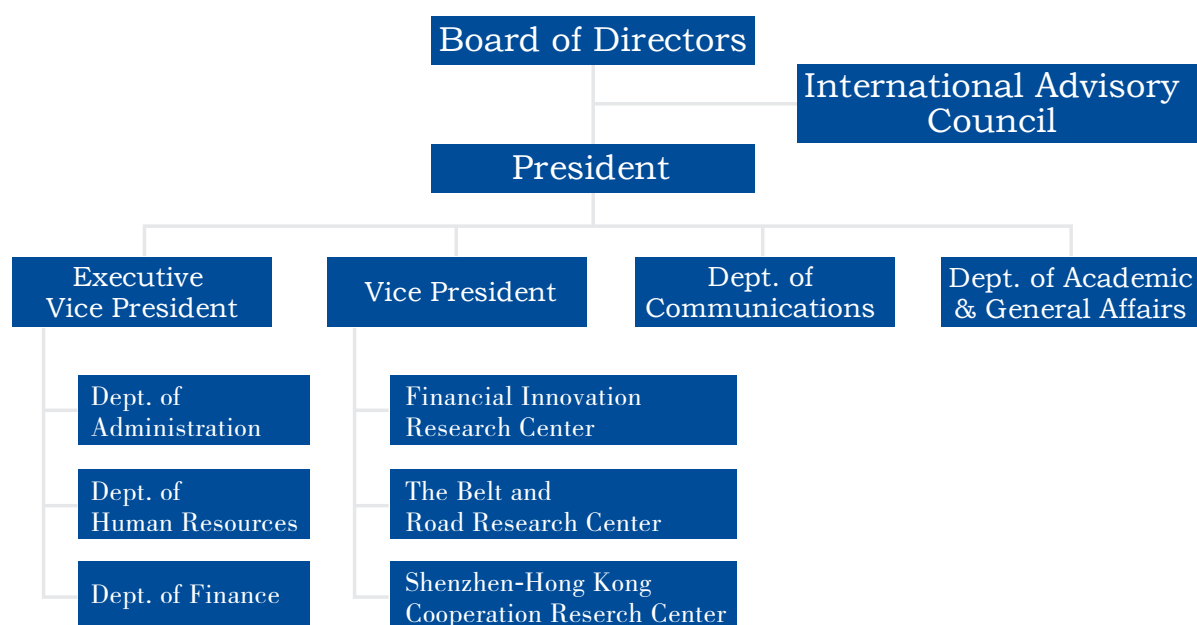 Board of Directors
International Advisory
Council
President
Executive
Vice President
Vice President
Dept. of
Communications
Dept. of Academic
& General Affairs
Dept. of
Administration
Dept. of
Human Resources
Dept. of Finance
Financial Innovation
Research Center
The Belt and
Road Research Center
Shenzhen-Hong Kong
Cooperation Reserch Center